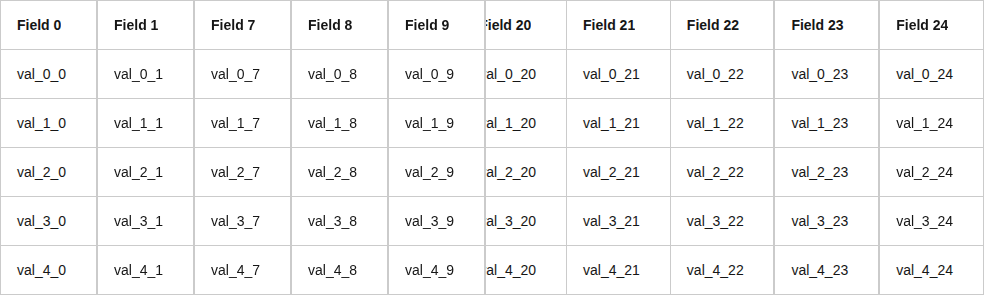 Field 0 Field 1 Field 7 Field 8 Field 9 ield 20 Field 21 Field 22 Field 23 Field 24
val_0_0 val_0_1 val_0_7 val_0_8 val_0_9 al_0_20 val_0_21 val_0_22 val_0_23 val_0_24
val_1_0 val_1_1 val_1_7 val_1_8 val_1_9 al_1_20 val_1_21 val_1_22 val_1_23 val_1_24
val_2_0 val_2_1 val_2_7 val_2_8 val_2_9 al_2_20 val_2_21 val_2_22 val_2_23 val_2_24
val_3_0 val_3_1 val_3_7 val_3_8 val_3_9 al_3_20 val_3_21 val_3_22 val_3_23 val_3_24
val_4_0 val_4_1 val_4_7 val_4_8 val_4_9 al_4_20 val_4_21 val_4_22 val_4_23 val_4_24